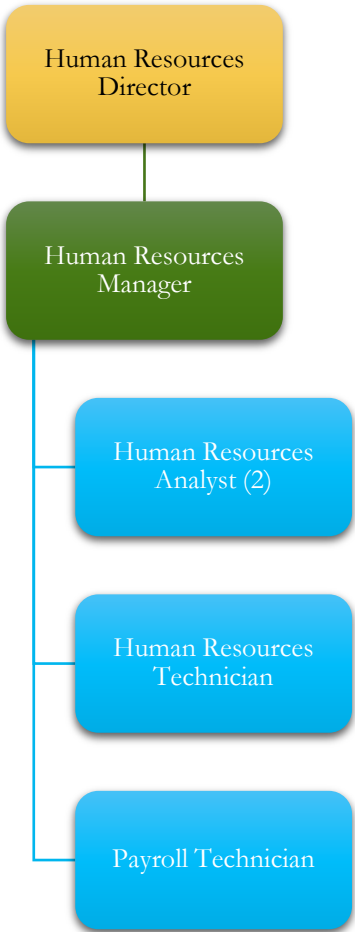 Human Resources
Director
Human Resources
Manager
Human Resources
Analyst (2)
Human Resources
Technician
Payroll Technician